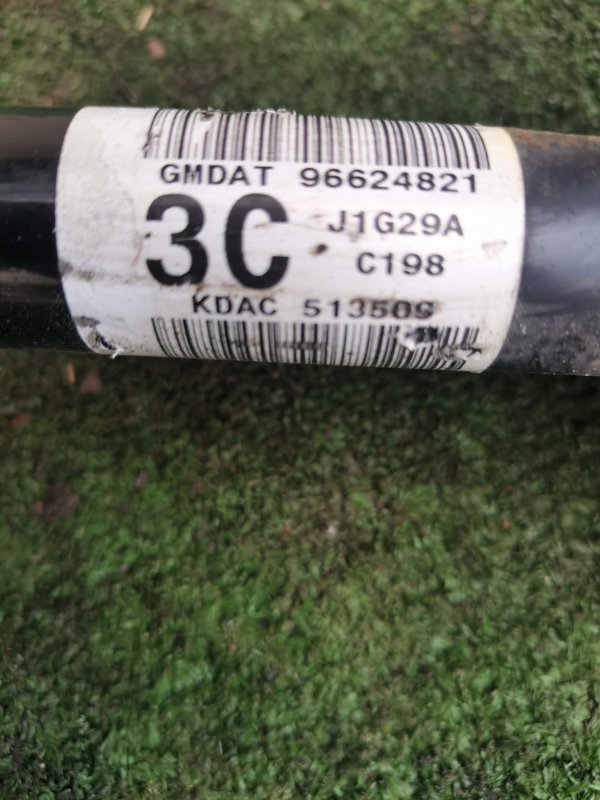 GMDAT 96624821
3C J1G29A
C198
KDAC 513509